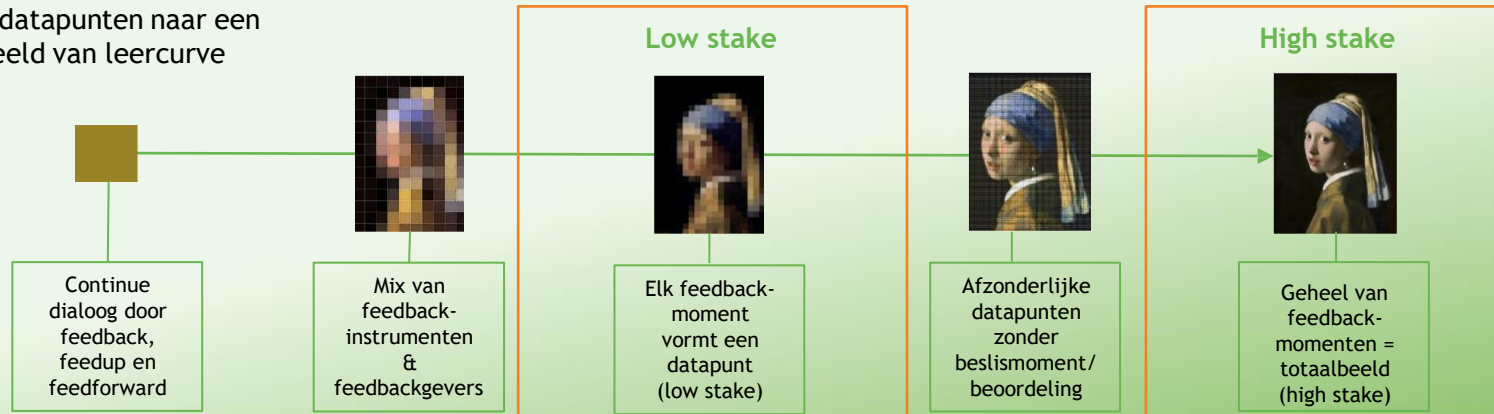 datapunten naar een
van leercurve
Low stake
High stake
Continue
dialoog door
feedback,
feedup en
feedforward
Mix van
feedback-
instrumenten
&
feedbackgevers
Elk feedback-
moment
vormt een
datapunt
(low stake)
Afzonderlijke
datapunten
zonder
beslismoment/
beoordeling
Geheel van
feedback-
momenten =
totaalbeeld
(high stake)